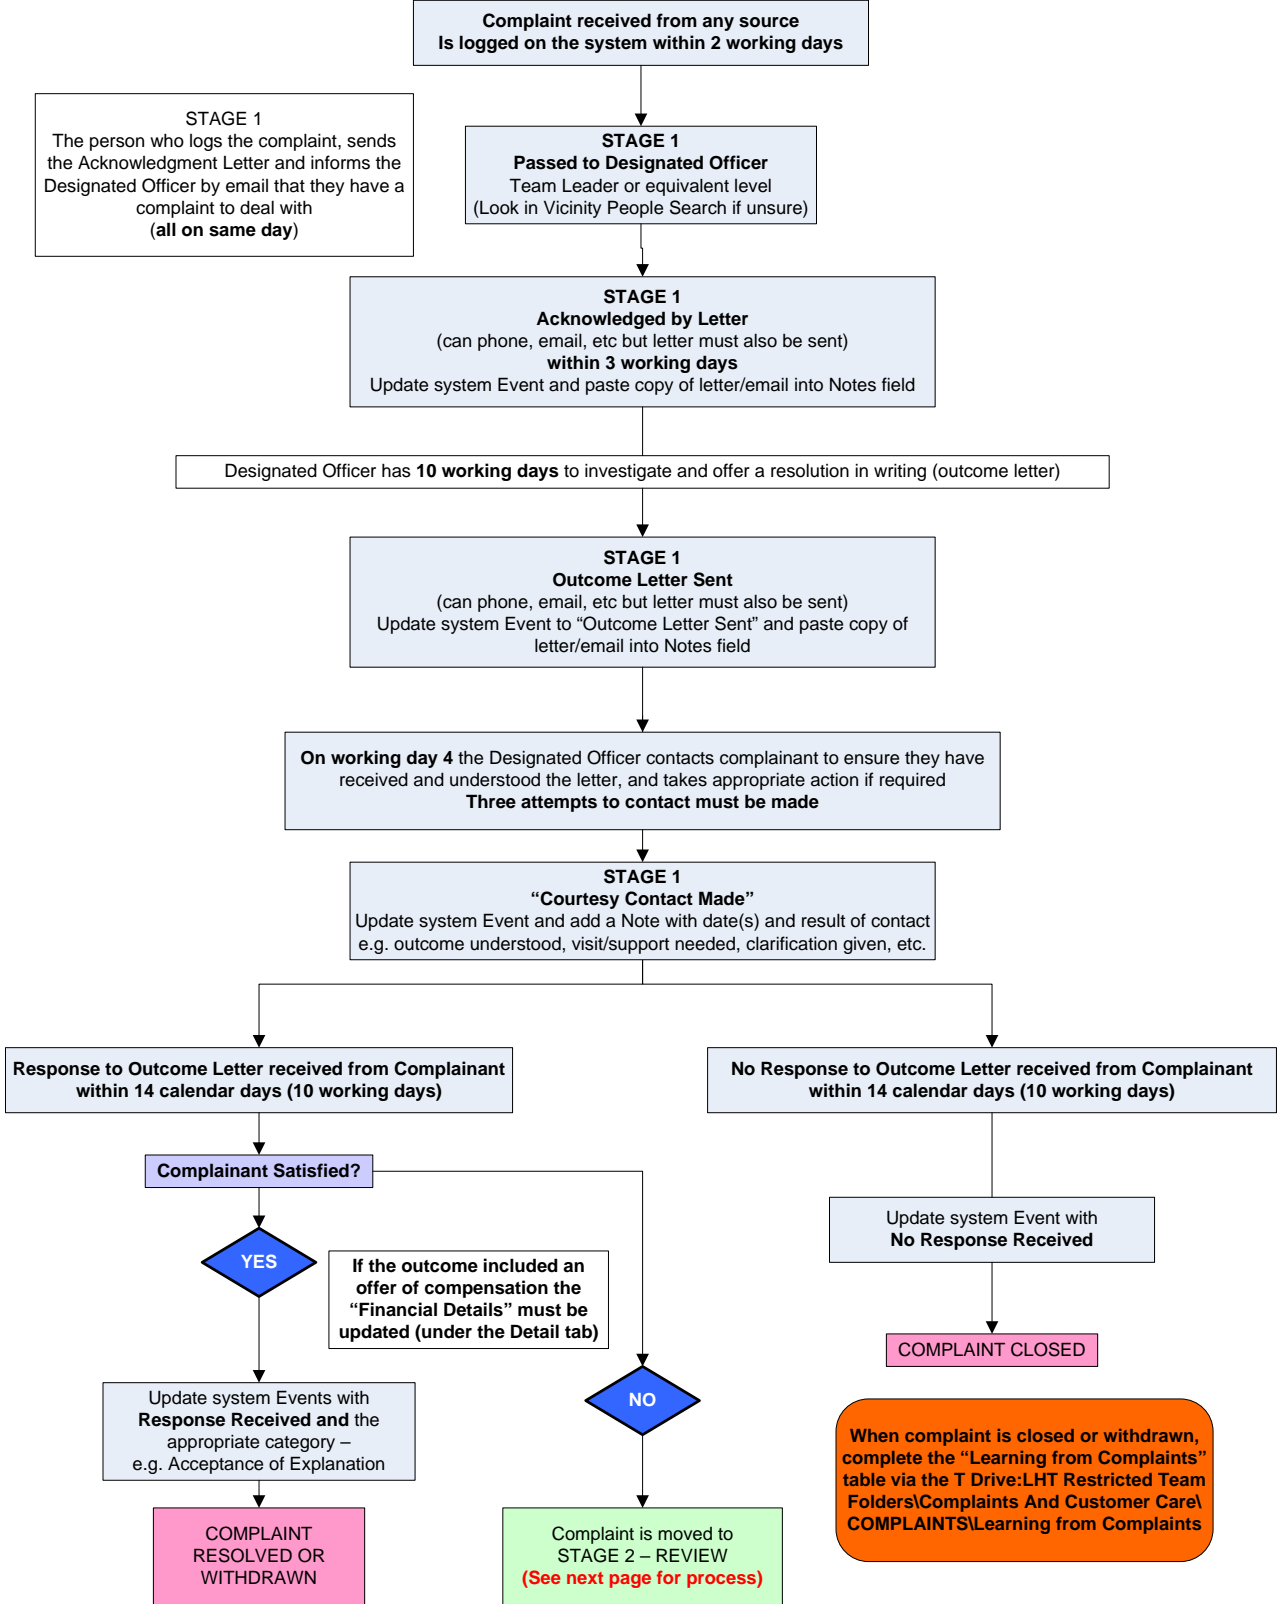 Complaint received from any source
Is logged on the system within 2 working days
STAGE 1
The person who logs the complaint, sends
the Acknowledgment Letter and informs the
Designated Officer by email that they have a
complaint to deal with
(all on same day)
STAGE 1
Passed to Designated Officer
Team Leader or equivalent level
(Look in Vicinity People Search if unsure)
STAGE 1
Acknowledged by Letter
(can phone, email, etc but letter must also be sent)
within 3 working days
Update system Event and paste copy of letter/email into Notes field
Designated Officer has 10 working days to investigate and offer a resolution in writing (outcome letter)
STAGE 1
Outcome Letter Sent
(can phone, email, etc but letter must also be sent)
Update system Event to “Outcome Letter Sent” and paste copy of
letter/email into Notes field
On working day 4 the Designated Officer contacts complainant to ensure they have
received and understood the letter, and takes appropriate action if required
Three attempts to contact must be made
STAGE 1
“Courtesy Contact Made”
Update system Event and add a Note with date(s) and result of contact
e.g. outcome understood, visit/support needed, clarification given, etc.
Response to Outcome Letter received from Complainant
within 14 calendar days (10 working days)
No Response to Outcome Letter received from Complainant
within 14 calendar days (10 working days)
Complainant Satisfied?
YES
If the outcome included an
offer of compensation the
“Financial Details” must be
updated (under the Detail tab)
Update system Event with
No Response Received
COMPLAINT CLOSED
NO
Update system Events with
Response Received and the
appropriate category –
e.g. Acceptance of Explanation
When complaint is closed or withdrawn,
complete the “Learning from Complaints”
table via the T Drive:LHT Restricted Team
Folders\Complaints And Customer Care\
COMPLAINTS\Learning from Complaints
COMPLAINT
RESOLVED OR
WITHDRAWN
Complaint is moved to
STAGE 2 – REVIEW
(See next page for process)